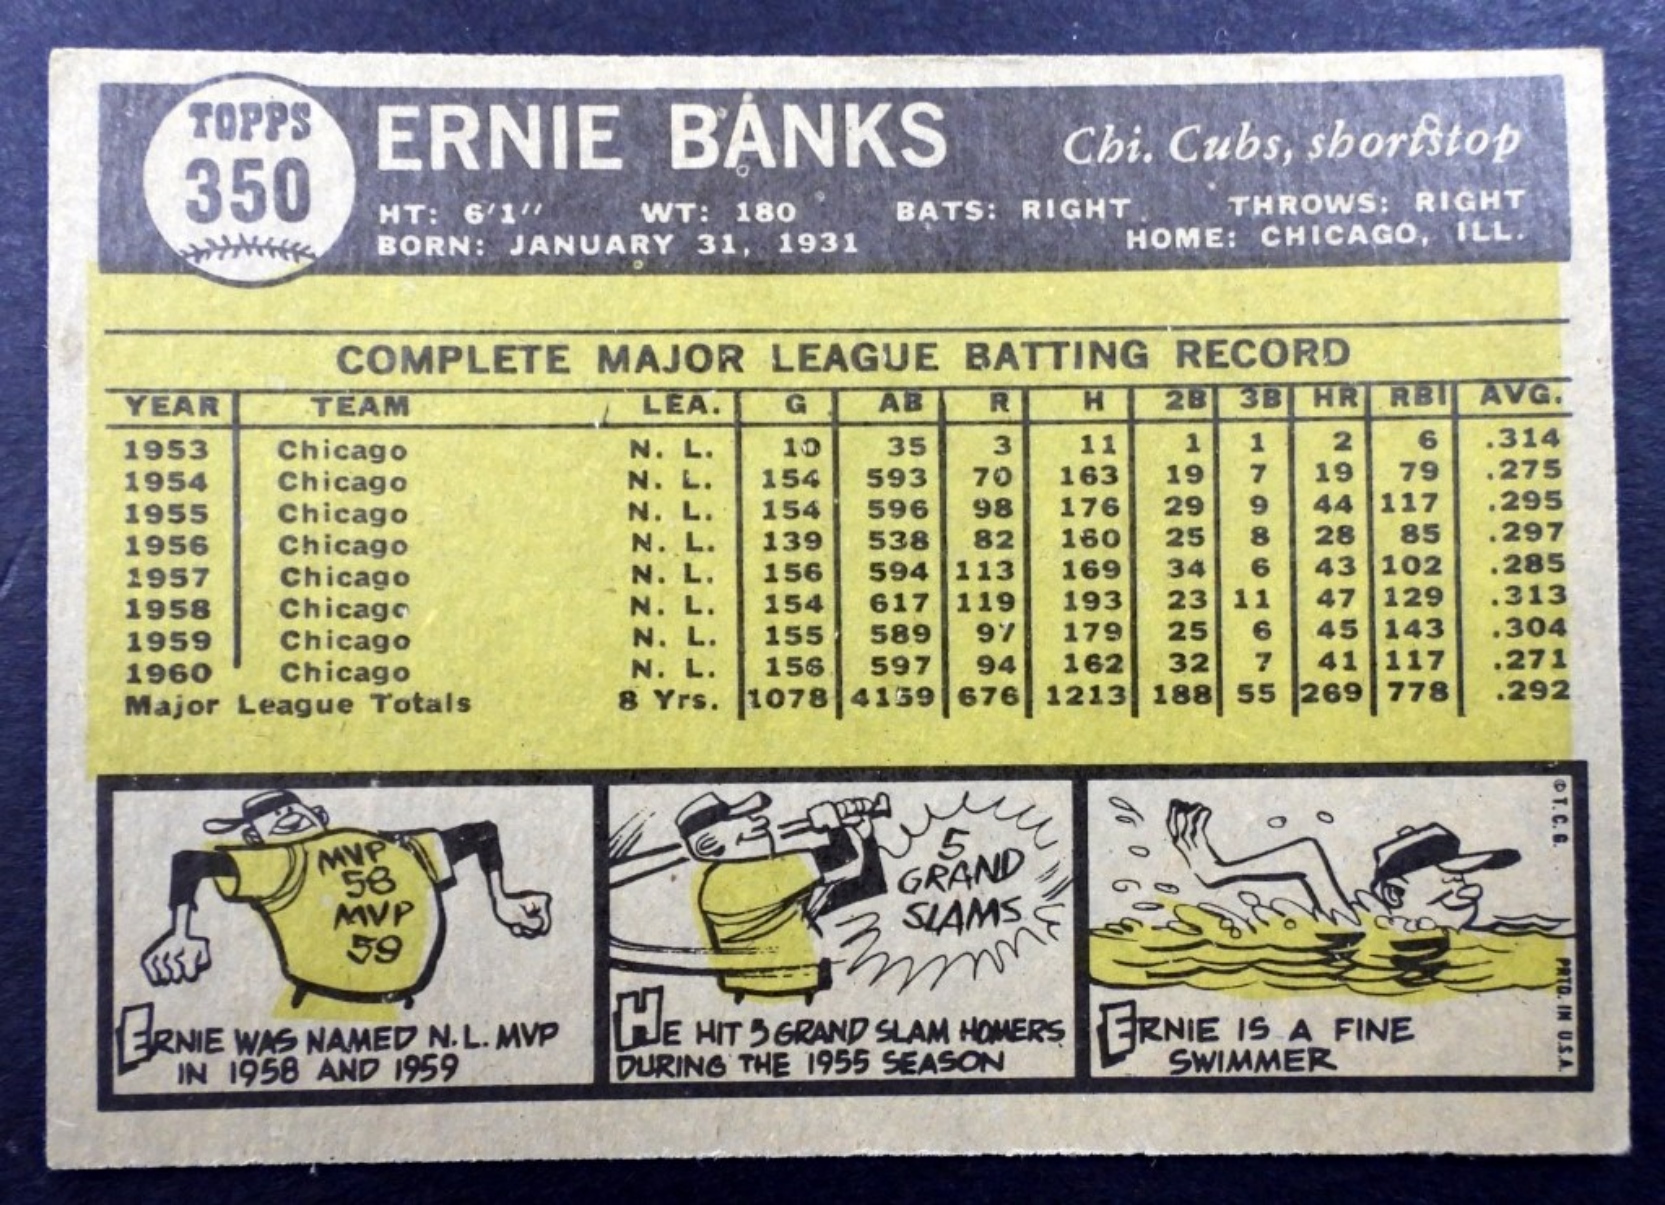 TOPPS
350
ERNIE BANKS
Chi. Cubs, shortstop
HT: 6'1" WT: 180 BATS: RIGHT THROWS: RIGHT
BORN: JANUARY 31, 1931 HOME: CHICAGO, ILL.
COMPLETE MAJOR LEAGUE BATTING RECORD
YEAR TEAM LEA. G AB R H 2B 3B HR RBI AVG.
1953 Chicago N. L. 10 35 3 11 1 1 2 6 .314
1954 Chicago N. L. 154 593 70 163 19 7 19 79 .275
1955 Chicago N. L. 154 596 98 176 29 9 44 117 .295
1956 Chicago N. L. 139 538 82 160 25 8 28 85 .297
1957 Chicago N. L. 156 594 113 169 34 6 43 102 .285
1958 Chicago N. L. 154 617 119 193 23 11 47 129 .313
1959 Chicago N. L. 155 589 97 179 25 6 45 143 .304
1960 Chicago N. L. 156 597 94 162 32 7 41 117 .271
Major League Totals 8 Yrs. 1078 4159 676 1213 188 55 269 778 .292
MVP
58
MVP
59
ERNIE WAS NAMED N.L. MVP
IN 1958 AND 1959
5
GRAND
SLAMS
HE HIT 5 GRAND SLAM HOMERS
DURING THE 1955 SEASON
ERNIE IS A FINE
SWIMMER
© T. C. G.
PRTD. IN U.S.A.